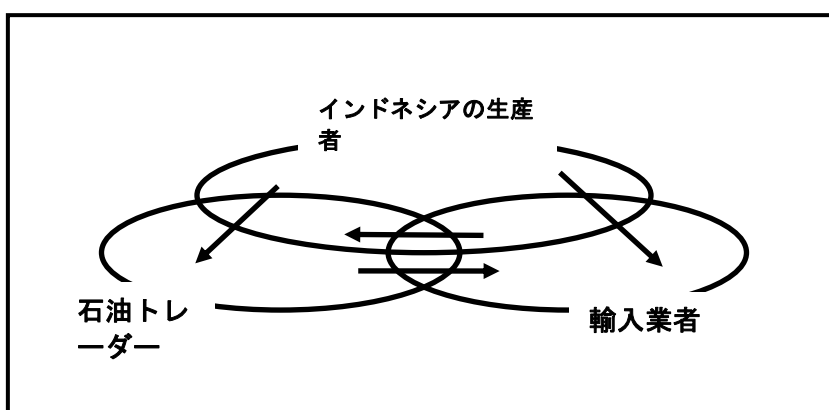 インドネシアの生産
者
石油トレ
ーダー
輸入業者